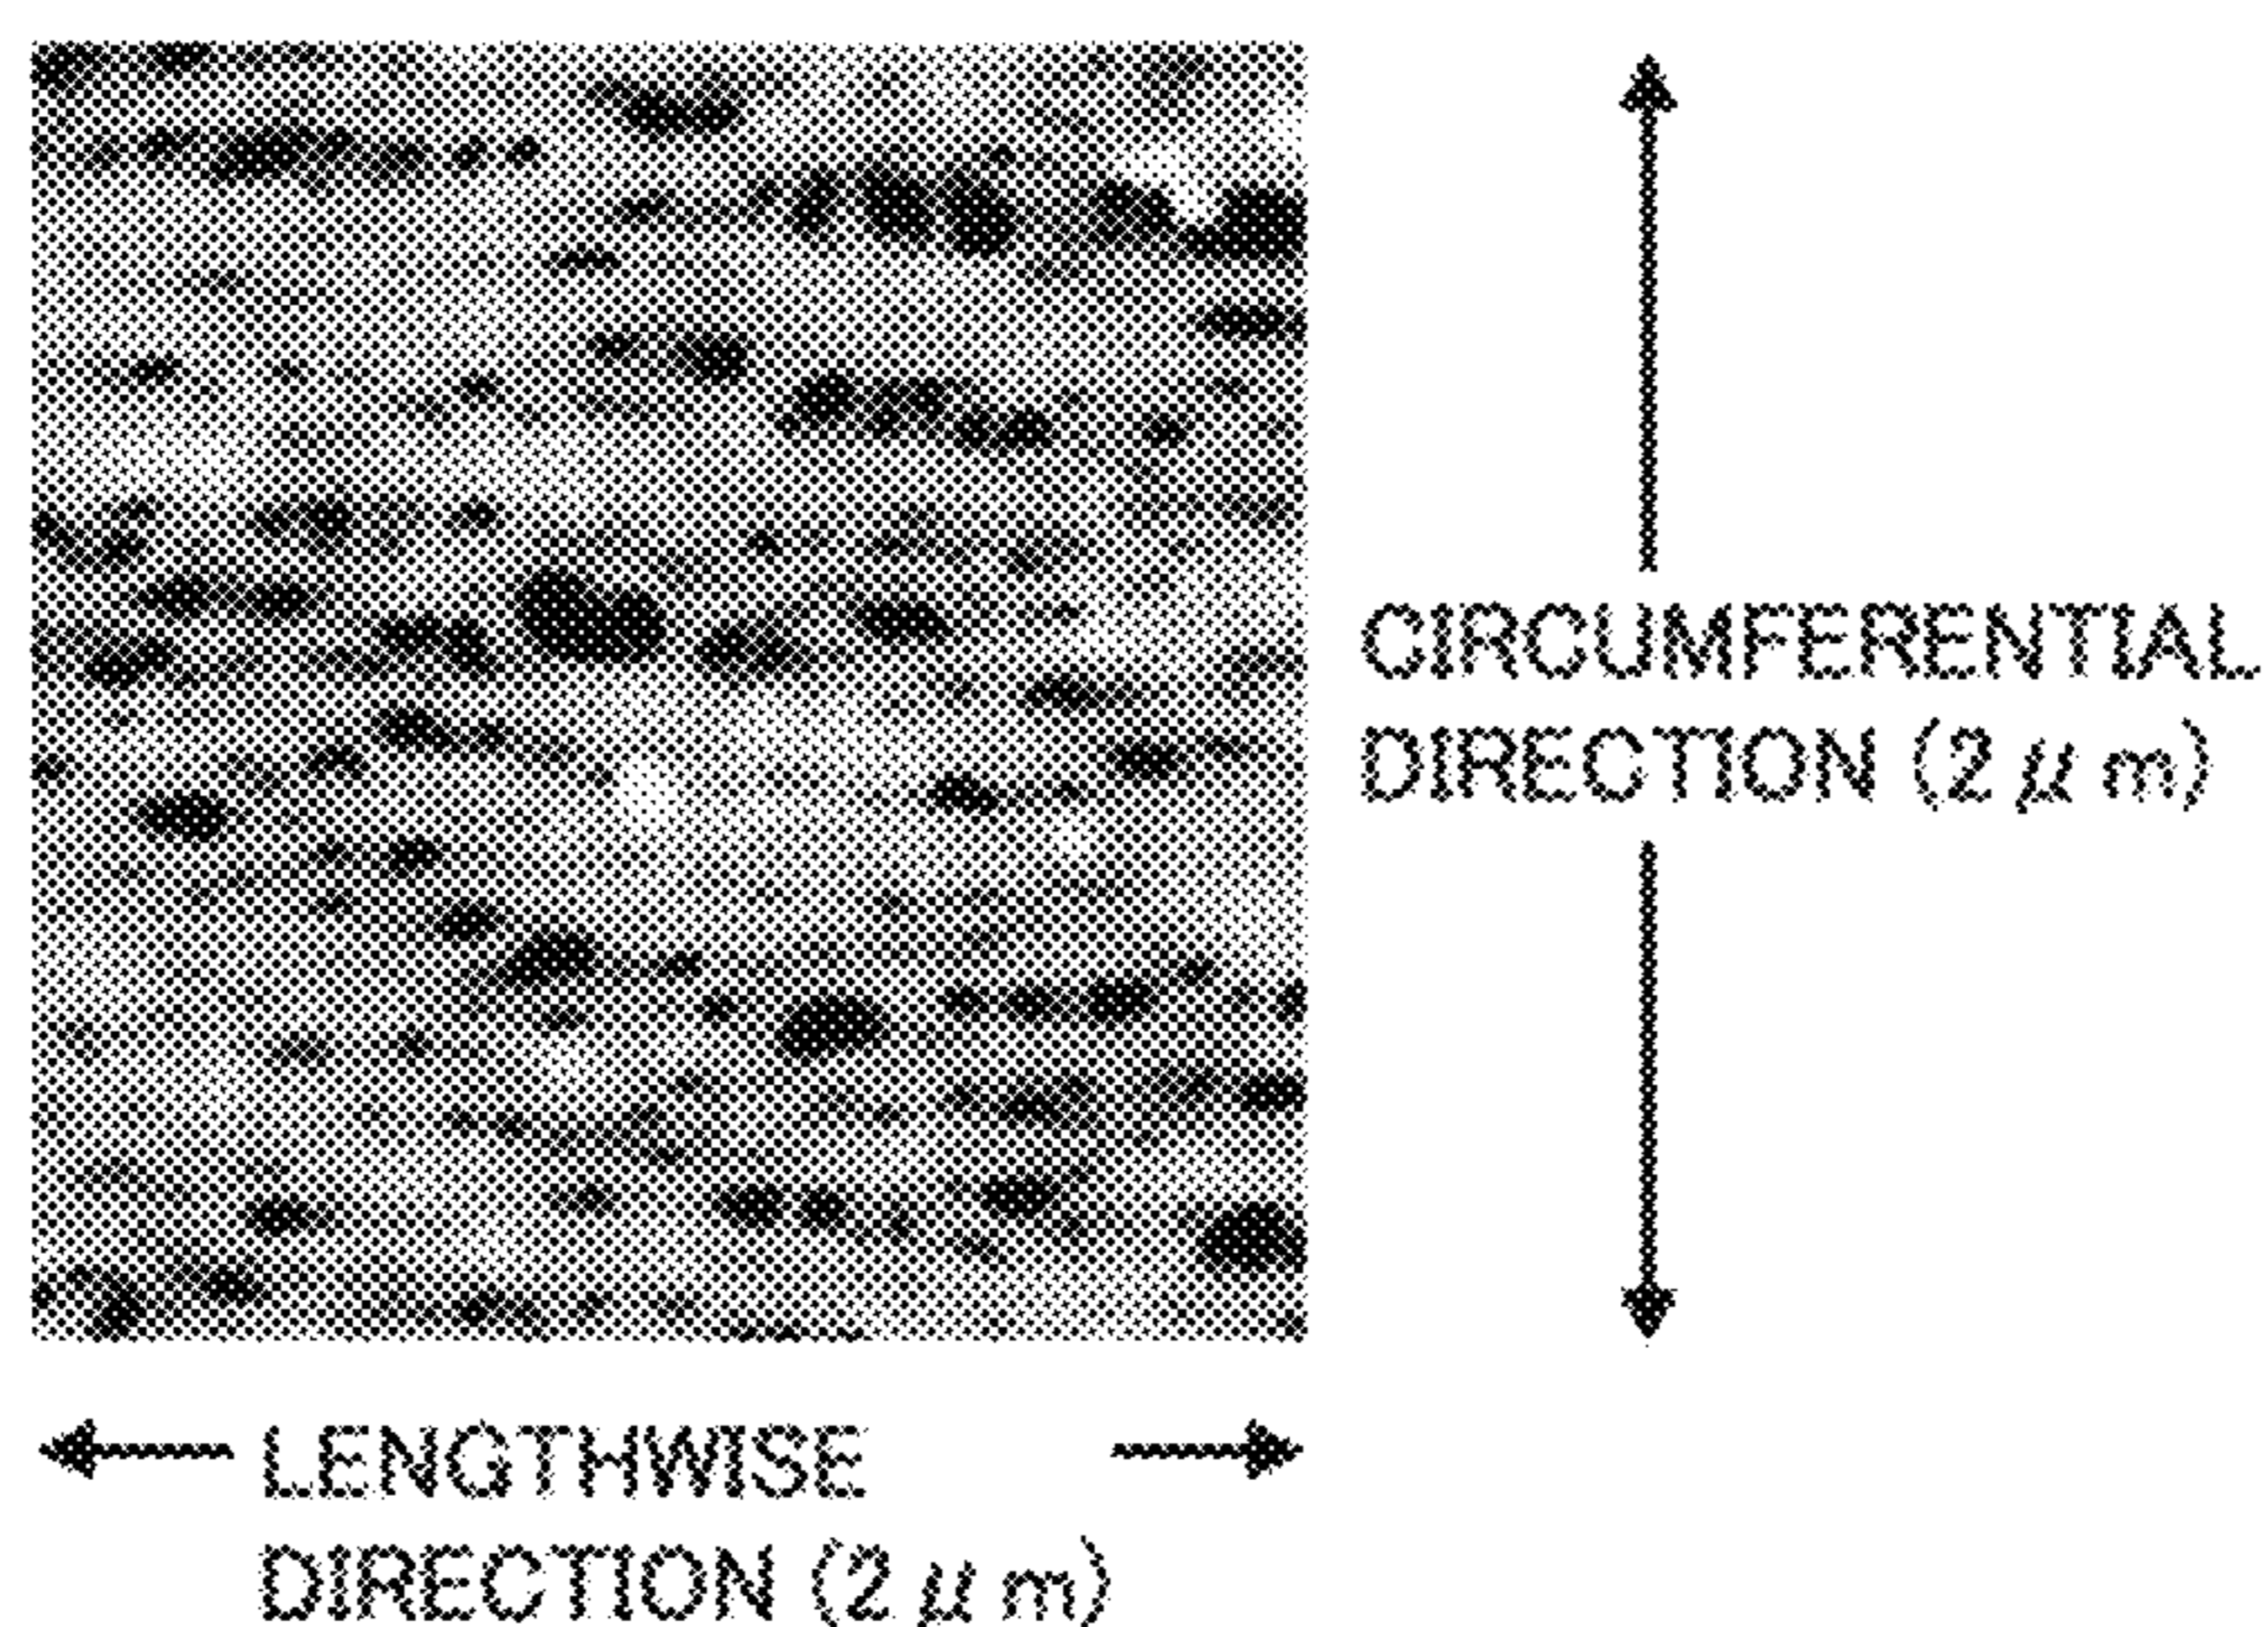 CIRCUMFERENTIAL
DIRECTION (2 μm)
LENGTHWISE
DIRECTION (2 μm)